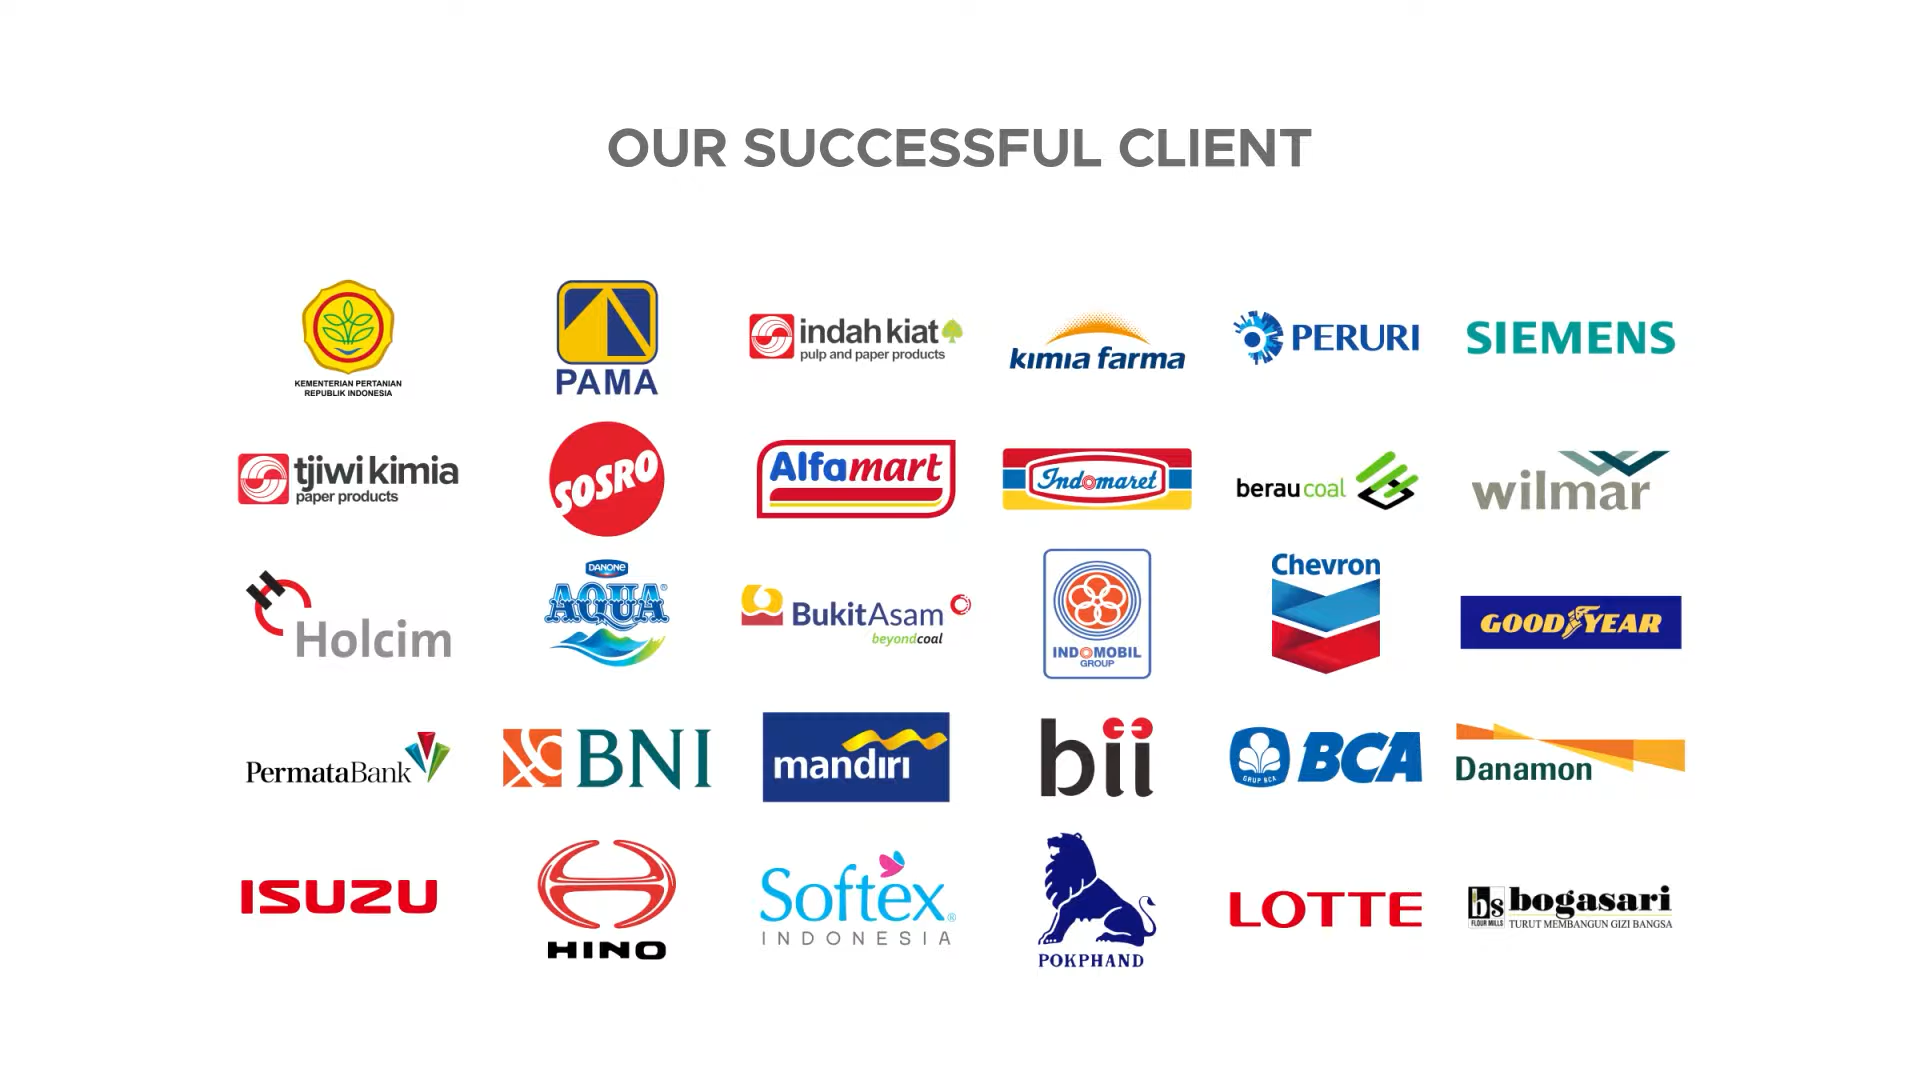 OUR SUCCESSFUL CLIENT
KEMENTERIAN PERTANIAN
REPUBLIK INDONESIA
PAMA
indah kiat
pulp and paper products
kimia farma
PERURI
SIEMENS
tjiwi kimia
paper products
SOSRO
Alfamart
Indomaret
berau coal
wilmar
Holcim
DANONE
AQUA®
BukitAsam
beyondcoal
INDOMOBIL
GROUP
Chevron
GOODYEAR
PermataBank
BNI
mandiri
bii
GRUP BCA
BCA
Danamon
ISUZU
HINO
Softex®
INDONESIA
POKPHAND
LOTTE
bs
FLOUR MILLS
bogasari
TURUT MEMBANGUN GIZI BANGSA